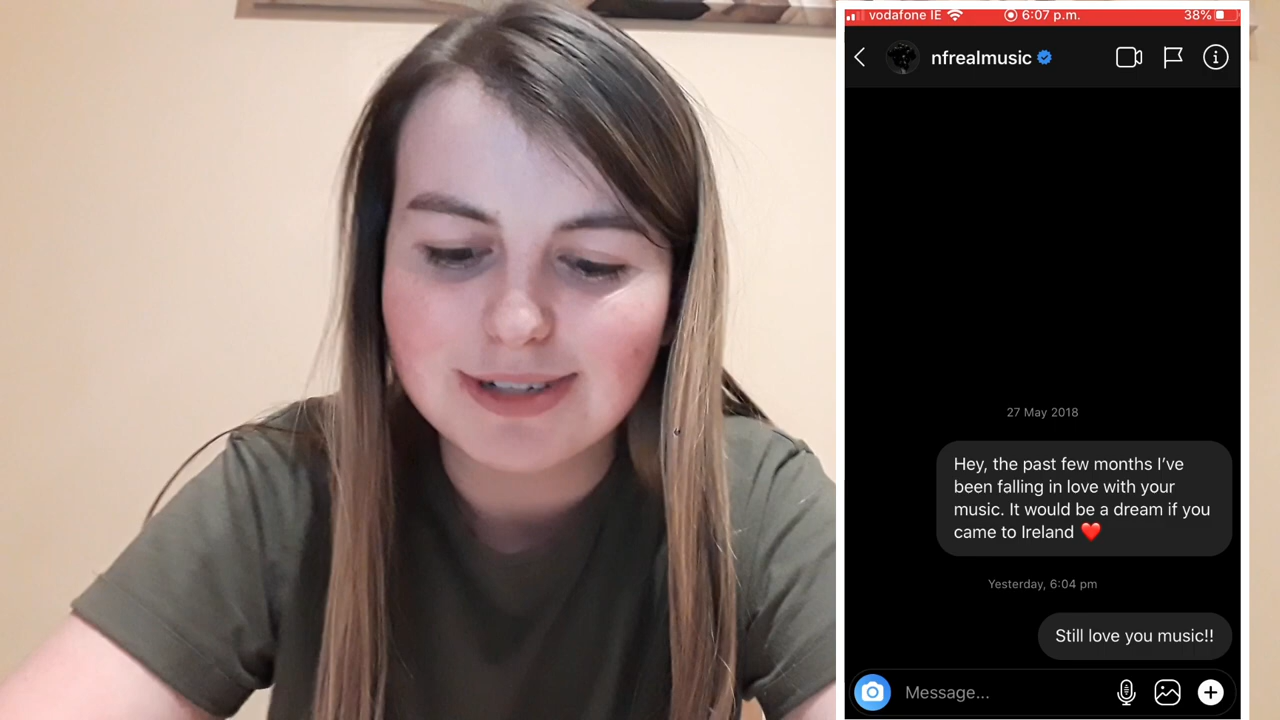 vodafone IE 6:07 p.m. 38%
nfrealmusic
27 May 2018
Hey, the past few months I’ve
been falling in love with your
music. It would be a dream if you
came to Ireland ❤️
Yesterday, 6:04 pm
Still love you music!!
Message...